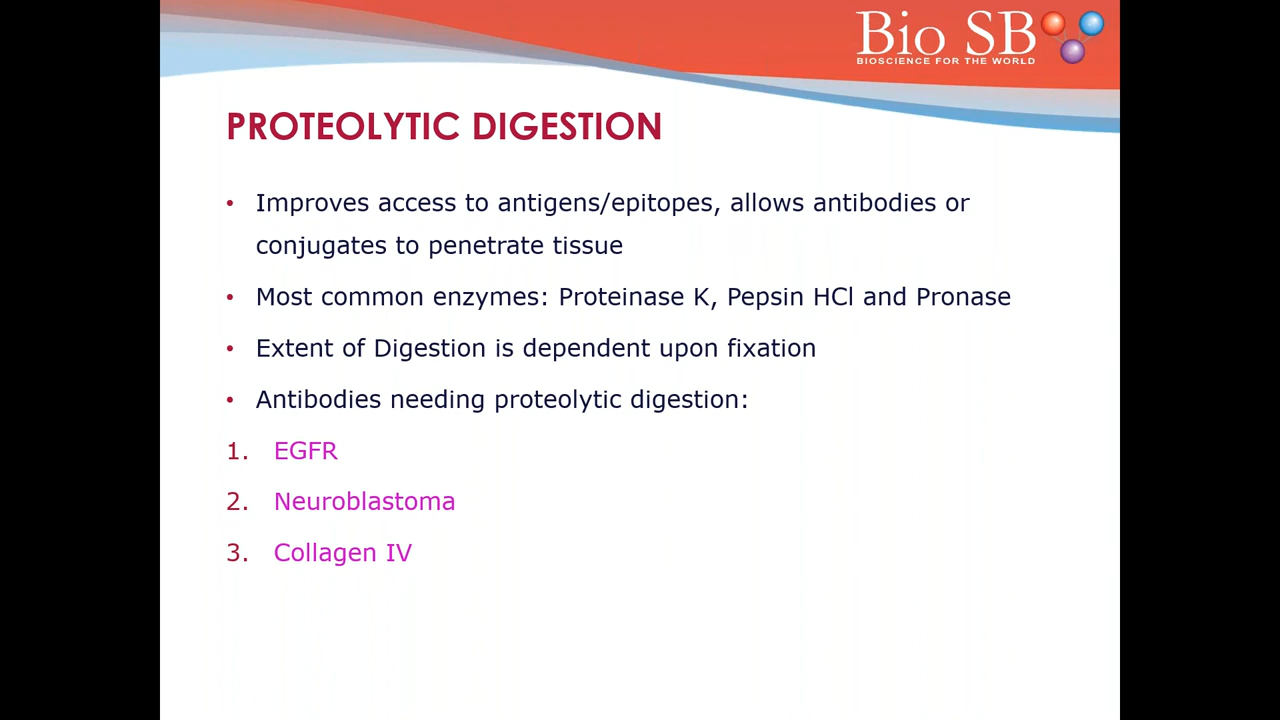 Bio SB
BIOSCIENCE FOR THE WORLD
PROTEOLYTIC DIGESTION
• Improves access to antigens/epitopes, allows antibodies or
conjugates to penetrate tissue
• Most common enzymes: Proteinase K, Pepsin HCl and Pronase
• Extent of Digestion is dependent upon fixation
• Antibodies needing proteolytic digestion:
1. EGFR
2. Neuroblastoma
3. Collagen IV